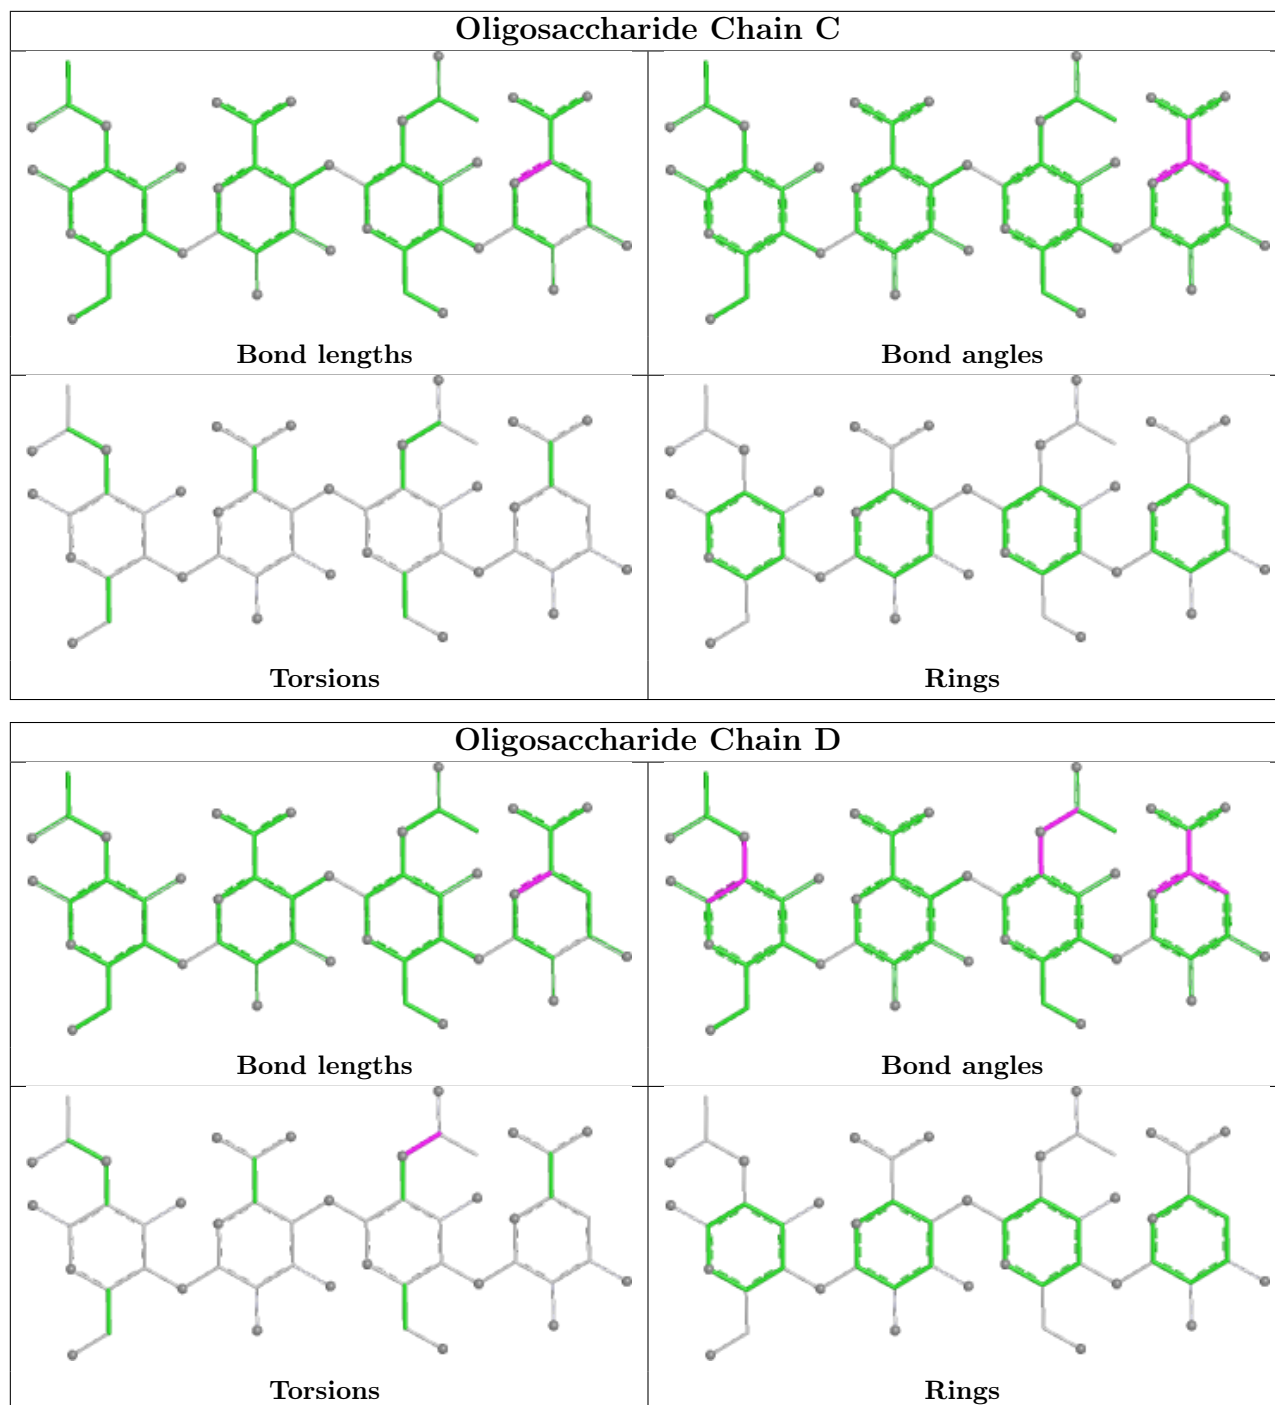 Oligosaccharide Chain C
Bond lengths
Bond angles
Torsions
Rings
Oligosaccharide Chain D
Bond lengths
Bond angles
Torsions
Rings